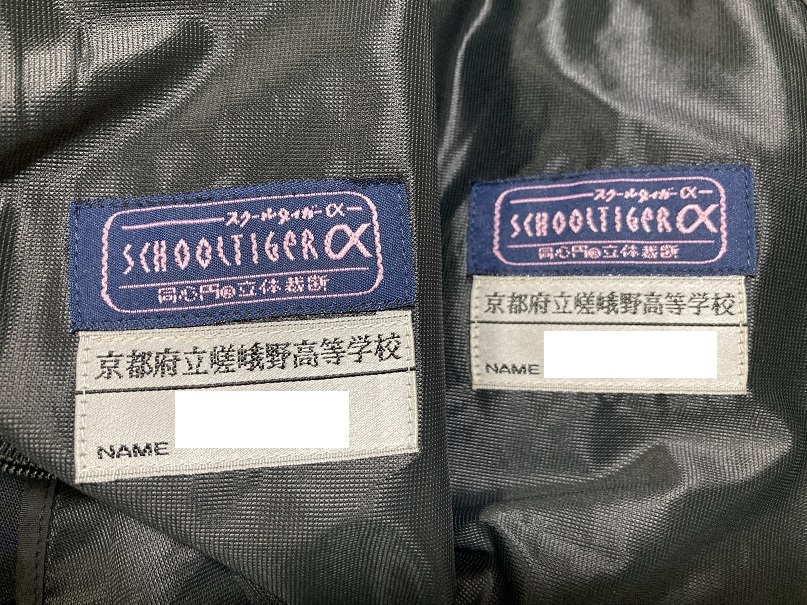 スクールタイガーα
SCHOOLTIGER α
同心円®立体裁断
京都府立嵯峨野高等学校
NAME
スクールタイガーα
SCHOOLTIGER α
同心円®立体裁断
京都府立嵯峨野高等学校
NAME